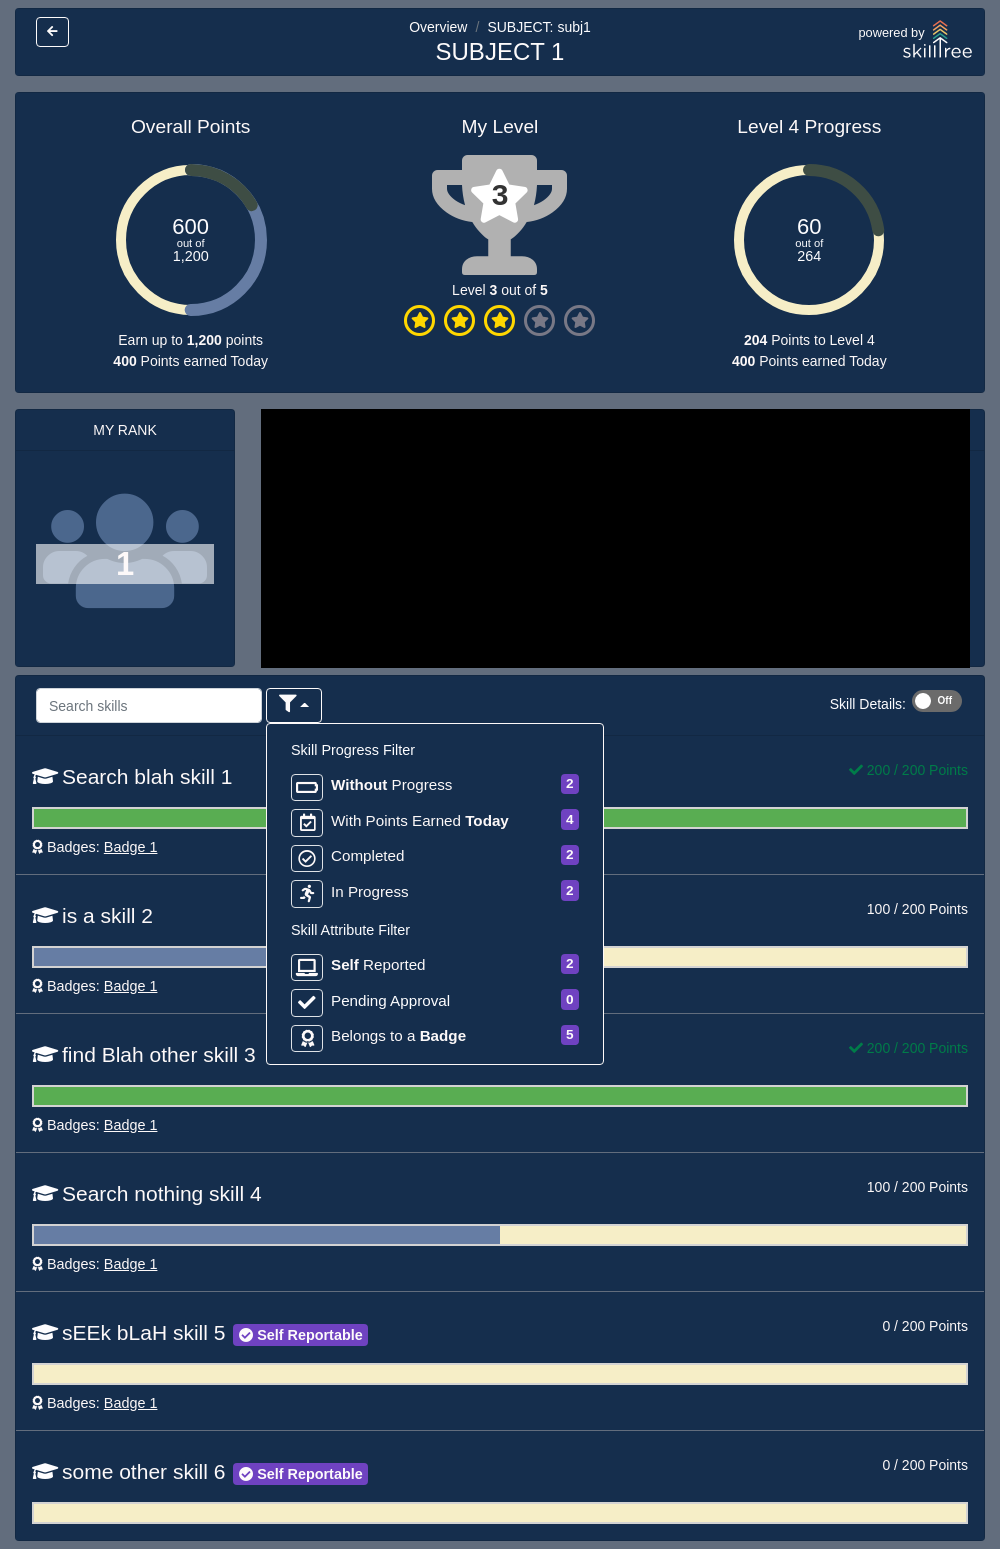 Overview / SUBJECT: subj1
SUBJECT 1
powered by
skilltree
Overall Points
600
out of
1,200
Earn up to 1,200 points
400 Points earned Today
My Level
3
Level 3 out of 5
Level 4 Progress
60
out of
264
204 Points to Level 4
400 Points earned Today
MY RANK
1
Search skills
Skill Details: Off
Skill Progress Filter
Without Progress 2
With Points Earned Today 4
Completed 2
In Progress 2
Skill Attribute Filter
Self Reported 2
Pending Approval 0
Belongs to a Badge 5
Search blah skill 1
200 / 200 Points
Badges: Badge 1
is a skill 2
100 / 200 Points
Badges: Badge 1
find Blah other skill 3
200 / 200 Points
Badges: Badge 1
Search nothing skill 4
100 / 200 Points
Badges: Badge 1
sEEk bLaH skill 5 Self Reportable
0 / 200 Points
Badges: Badge 1
some other skill 6 Self Reportable
0 / 200 Points